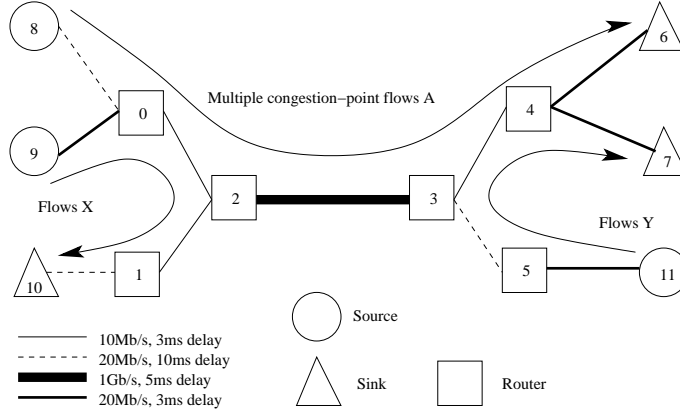 8
6
0
4
Multiple congestion−point flows A
9
7
2
3
Flows X
Flows Y
10
1
5
11
10Mb/s, 3ms delay
20Mb/s, 10ms delay
1Gb/s, 5ms delay
20Mb/s, 3ms delay
Source
Sink
Router